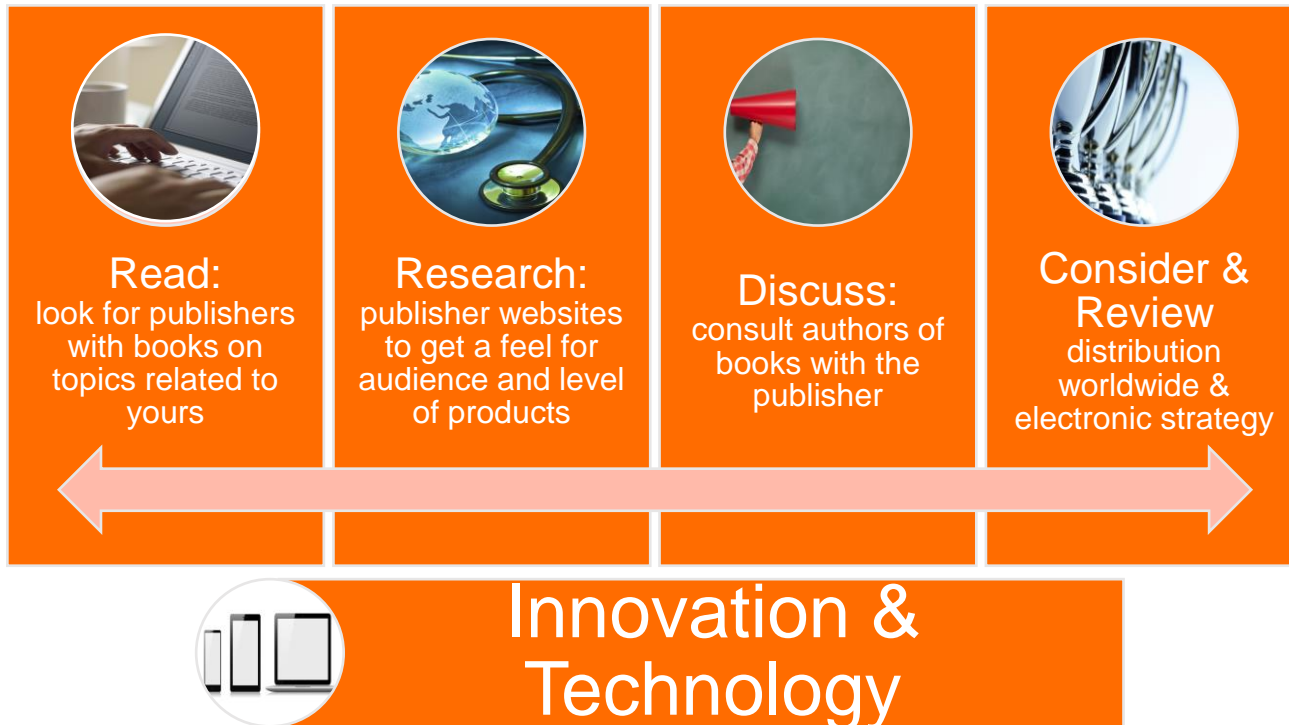 Read:
look for publishers
with books on
topics related to
yours
Research:
publisher websites
to get a feel for
audience and level
of products
Discuss:
consult authors of
books with the
publisher
Consider &
Review
distribution
worldwide &
electronic strategy
Innovation &
Technology